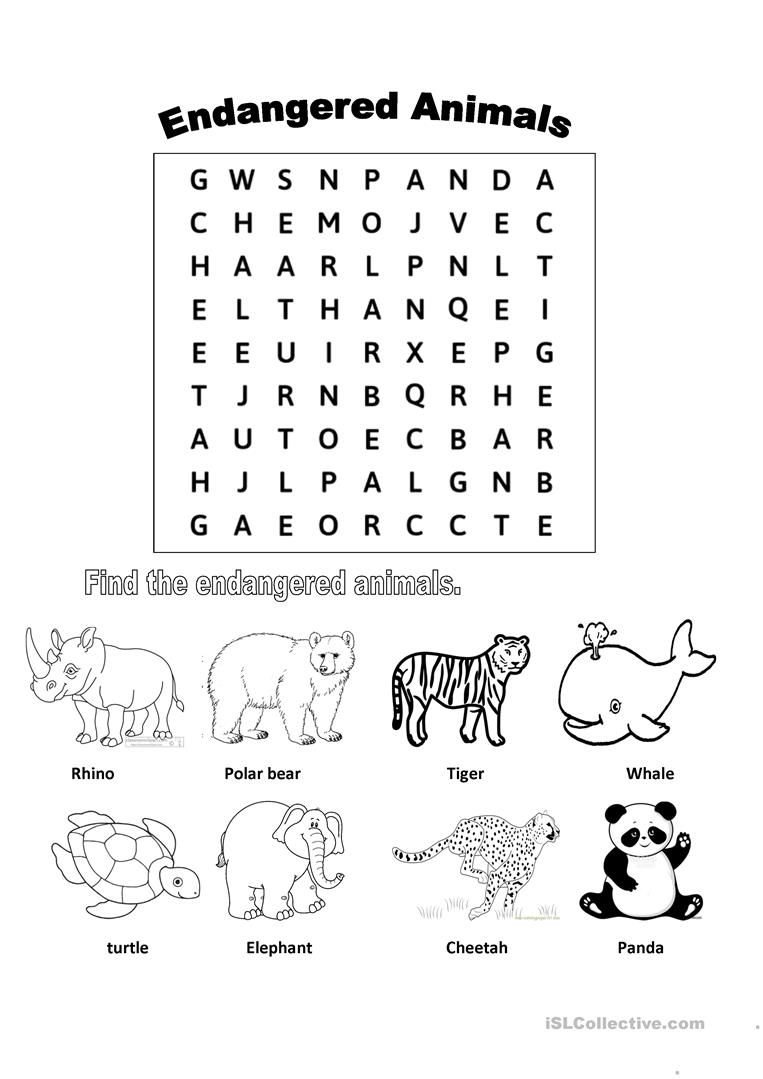 Endangered Animals
G W S N P A N D A
C H E M O J V E C
H A A R L P N L T
E L T H A N Q E I
E E U I R X E P G
T J R N B Q R H E
A U T O E C B A R
H J L P A L G N B
G A E O R C C T E
Find the endangered animals.
Rhino Polar bear Tiger Whale
turtle Elephant Cheetah Panda
iSLCollective.com